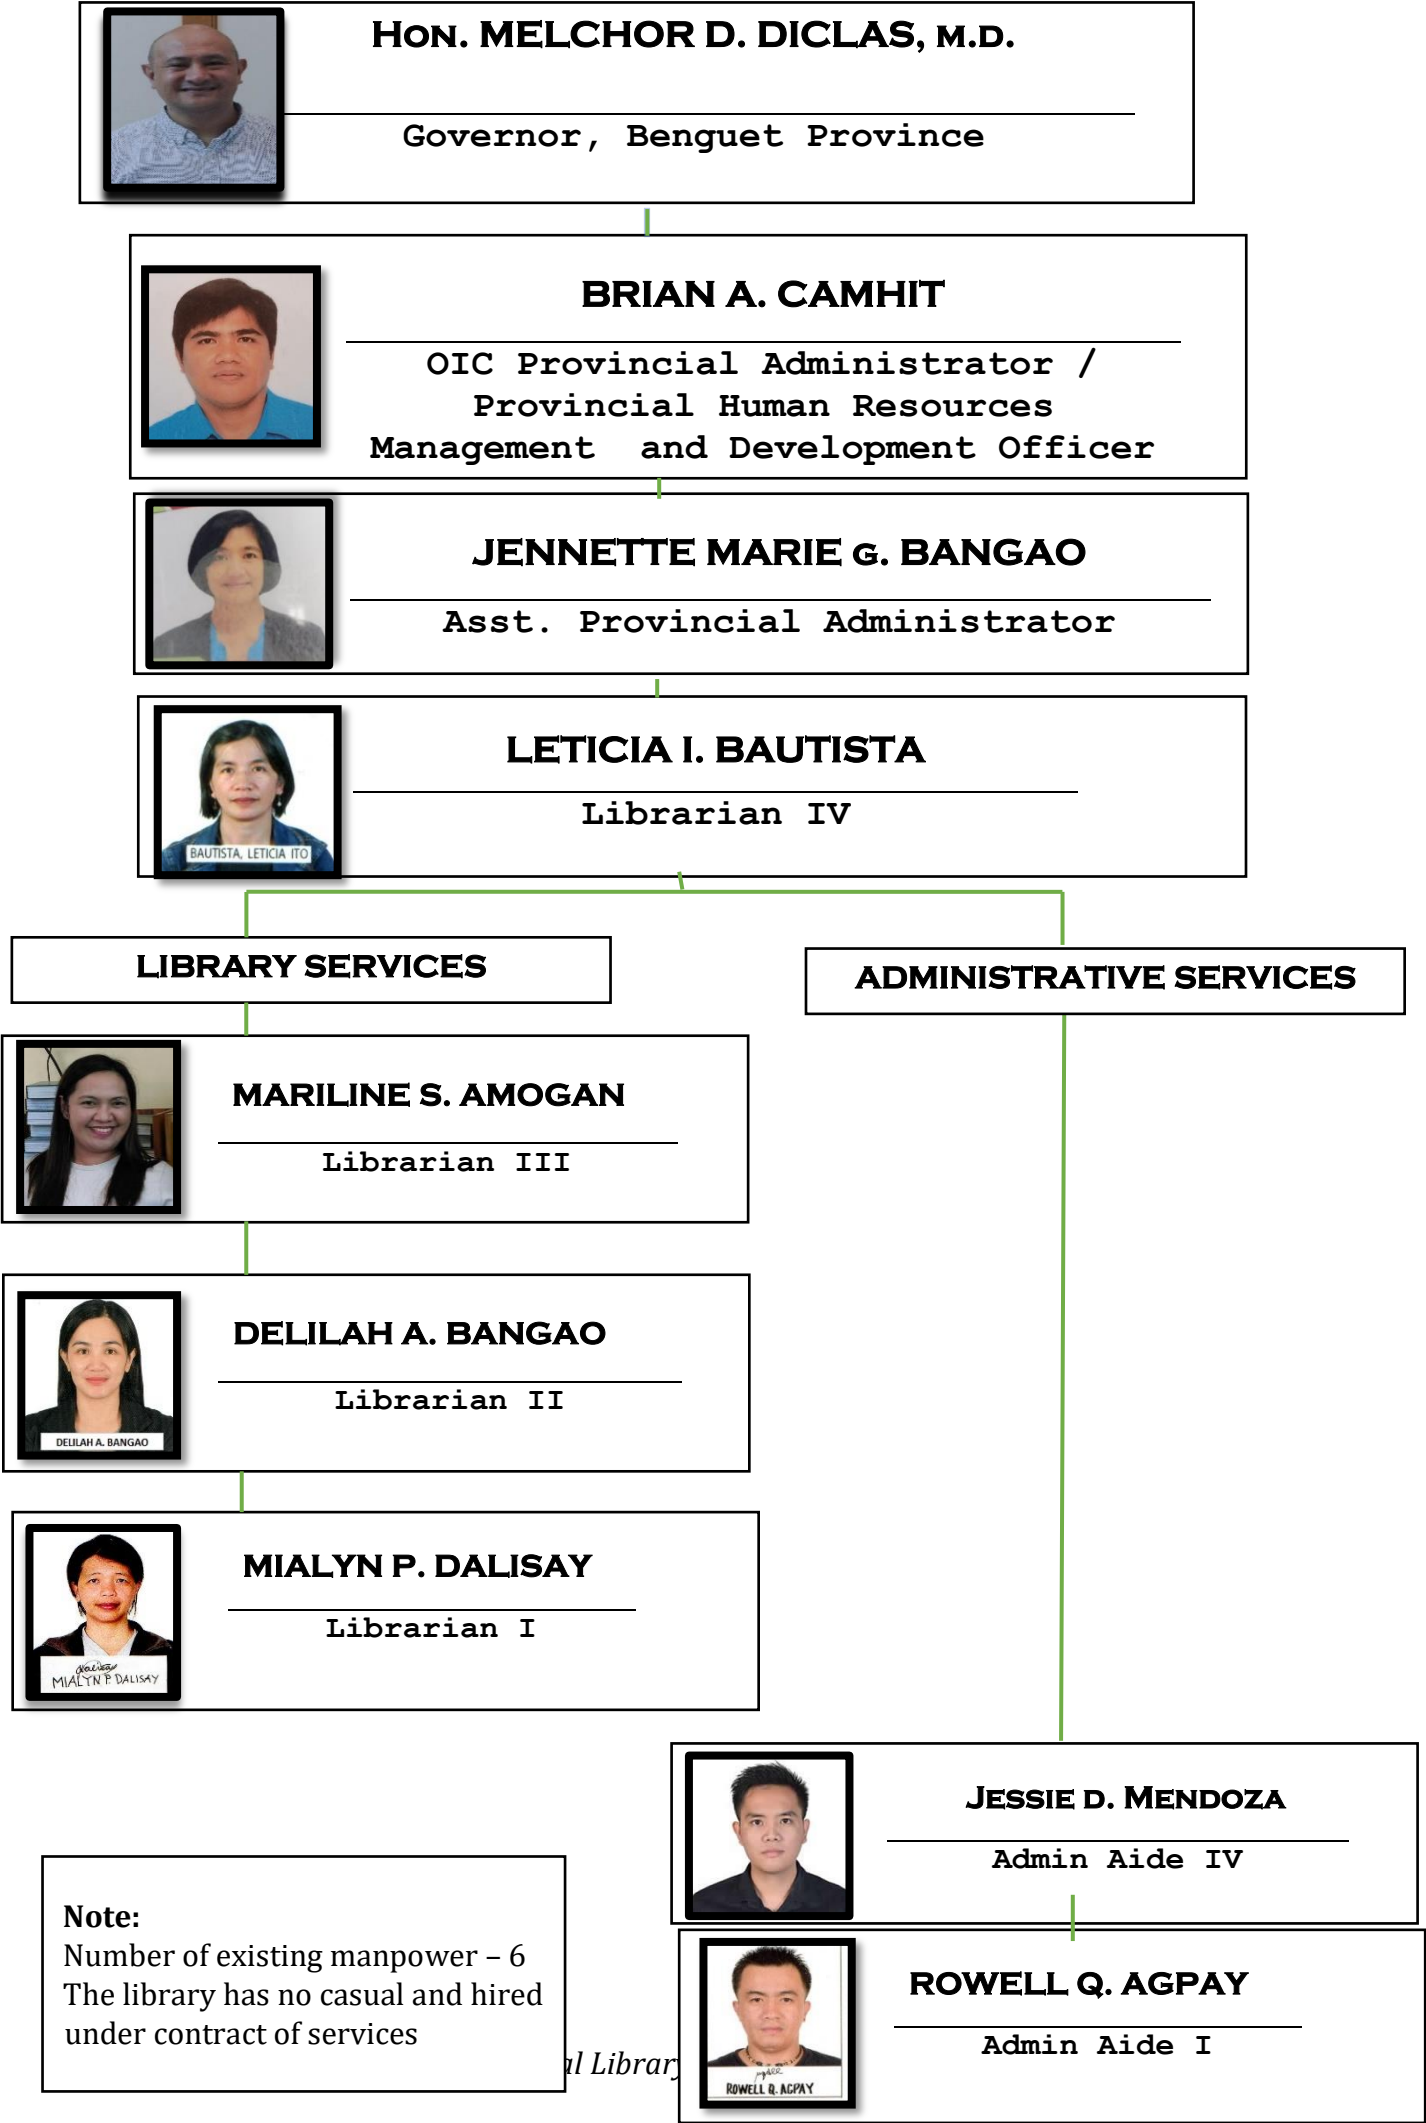 Hon. MELCHOR D. DICLAS, M.D.
Governor, Benguet Province
BRIAN A. CAMHIT
OIC Provincial Administrator /
Provincial Human Resources
Management and Development Officer
JENNETTE MARIE G. BANGAO
Asst. Provincial Administrator
LETICIA I. BAUTISTA
Librarian IV
BAUTISTA, LETICIA ITO
LIBRARY SERVICES
ADMINISTRATIVE SERVICES
MARILINE S. AMOGAN
Librarian III
DELILAH A. BANGAO
Librarian II
DELILAH A. BANGAO
MIALYN P. DALISAY
Librarian I
MIALYN P. DALISAY
Jessie D. Mendoza
Admin Aide IV
Note:
Number of existing manpower – 6
The library has no casual and hired
under contract of services
ROWELL Q. AGPAY
Admin Aide I
ROWELL Q. AGPAY
al Library